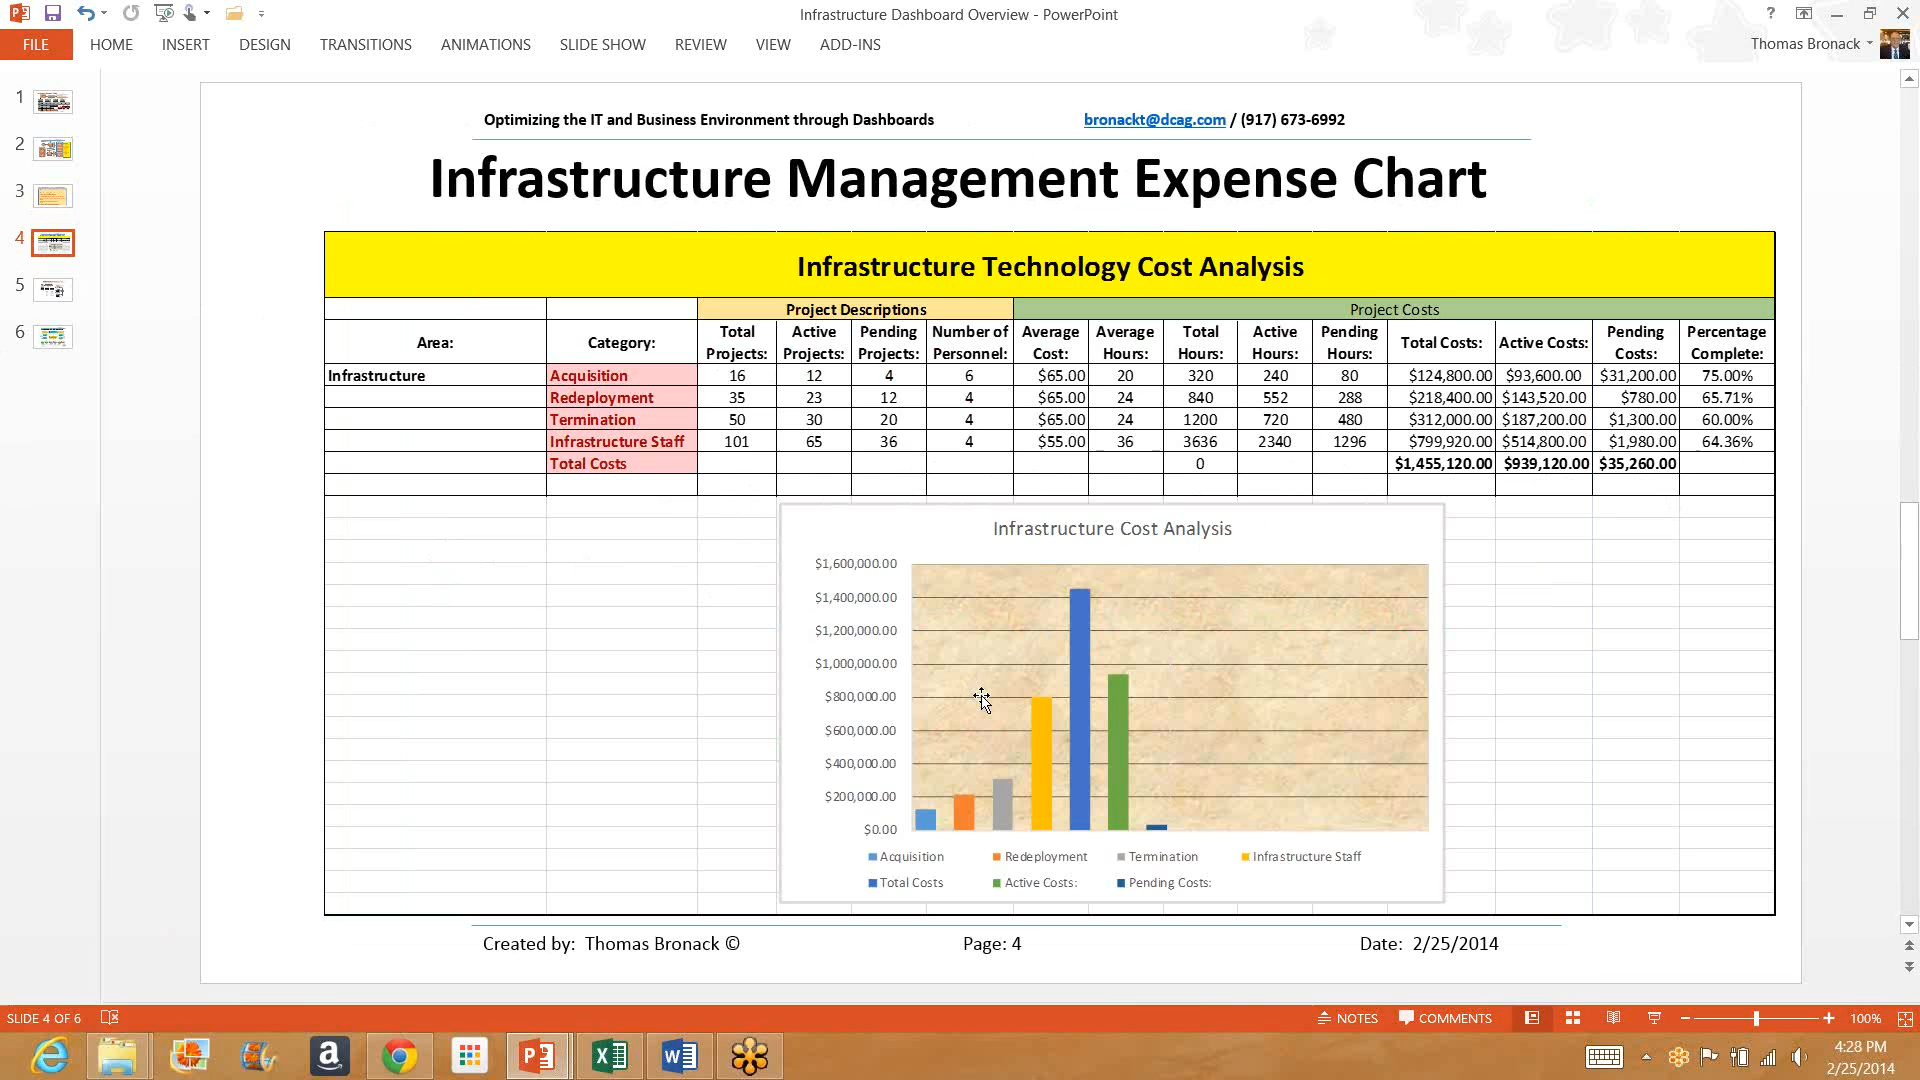 Infrastructure Dashboard Overview - PowerPoint
?
FILE HOME INSERT DESIGN TRANSITIONS ANIMATIONS SLIDE SHOW REVIEW VIEW ADD-INS Thomas Bronack
1
2
3
4
5
6
Optimizing the IT and Business Environment through Dashboards bronackt@dcag.com / (917) 673-6992
Infrastructure Management Expense Chart
Infrastructure Technology Cost Analysis
Project Descriptions Project Costs
Area: Category: Total Projects: Active Projects: Pending Projects: Number of Personnel: Average Cost: Average Hours: Total Hours: Active Hours: Pending Hours: Total Costs: Active Costs: Pending Costs: Percentage Complete:
Infrastructure Acquisition 16 12 4 6 $65.00 20 320 240 80 $124,800.00 $93,600.00 $31,200.00 75.00%
Redeployment 35 23 12 4 $65.00 24 840 552 288 $218,400.00 $143,520.00 $780.00 65.71%
Termination 50 30 20 4 $65.00 24 1200 720 480 $312,000.00 $187,200.00 $1,300.00 60.00%
Infrastructure Staff 101 65 36 4 $55.00 36 3636 2340 1296 $799,920.00 $514,800.00 $1,980.00 64.36%
Total Costs 0 $1,455,120.00 $939,120.00 $35,260.00
Infrastructure Cost Analysis
$1,600,000.00
$1,400,000.00
$1,200,000.00
$1,000,000.00
$800,000.00
$600,000.00
$400,000.00
$200,000.00
$0.00
Acquisition Redeployment Termination Infrastructure Staff
Total Costs Active Costs: Pending Costs:
Created by: Thomas Bronack © Page: 4 Date: 2/25/2014
SLIDE 4 OF 6 NOTES COMMENTS 100%
4:28 PM
2/25/2014